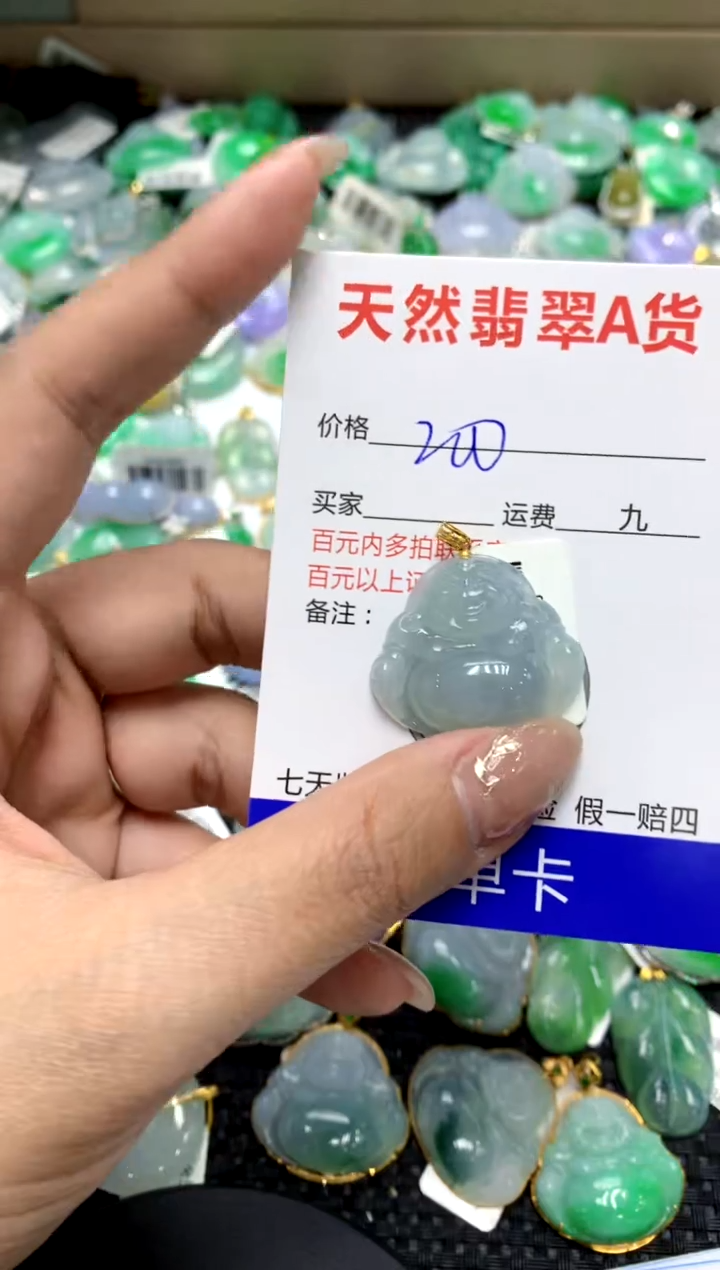 天然翡翠A货
价格 200
买家 运费 九
百元内多拍联
百元以上
备注：
七天 假一赔四
单卡